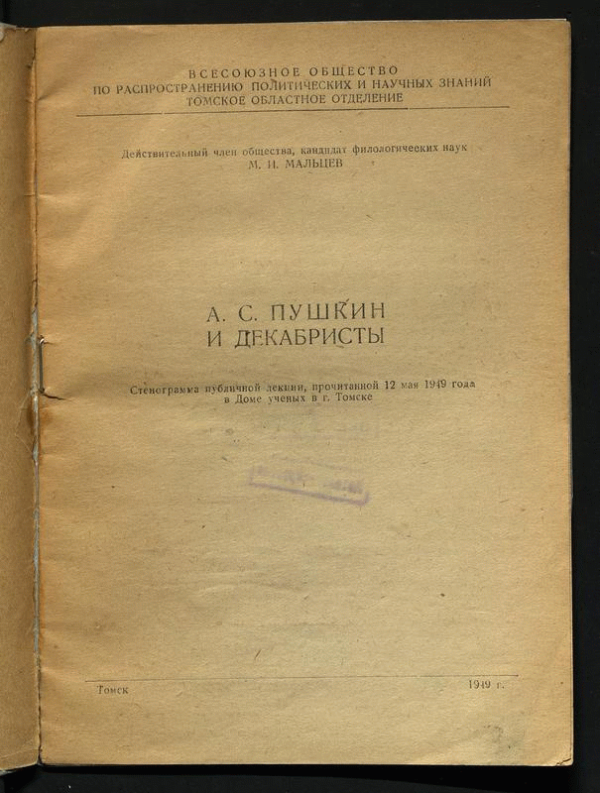 ВСЕСОЮЗНОЕ ОБЩЕСТВО
ПО РАСПРОСТРАНЕНИЮ ПОЛИТИЧЕСКИХ И НАУЧНЫХ ЗНАНИЙ
ТОМСКОЕ ОБЛАСТНОЕ ОТДЕЛЕНИЕ
Действительный член общества, кандидат филологических наук
М. И. МАЛЬЦЕВ
А. С. ПУШКИН
И ДЕКАБРИСТЫ
Стенограмма публичной лекции, прочитанной 12 мая 1949 года
в Доме ученых в г. Томске
Томск
1949 г.